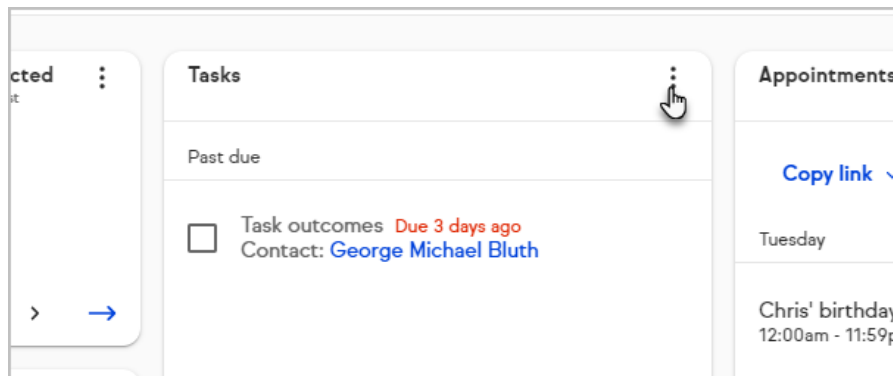 cted
st
Tasks
Past due
Task outcomes Due 3 days ago
Contact: George Michael Bluth
Appointments
Copy link
Tuesday
Chris' birthday
12:00am - 11:59p